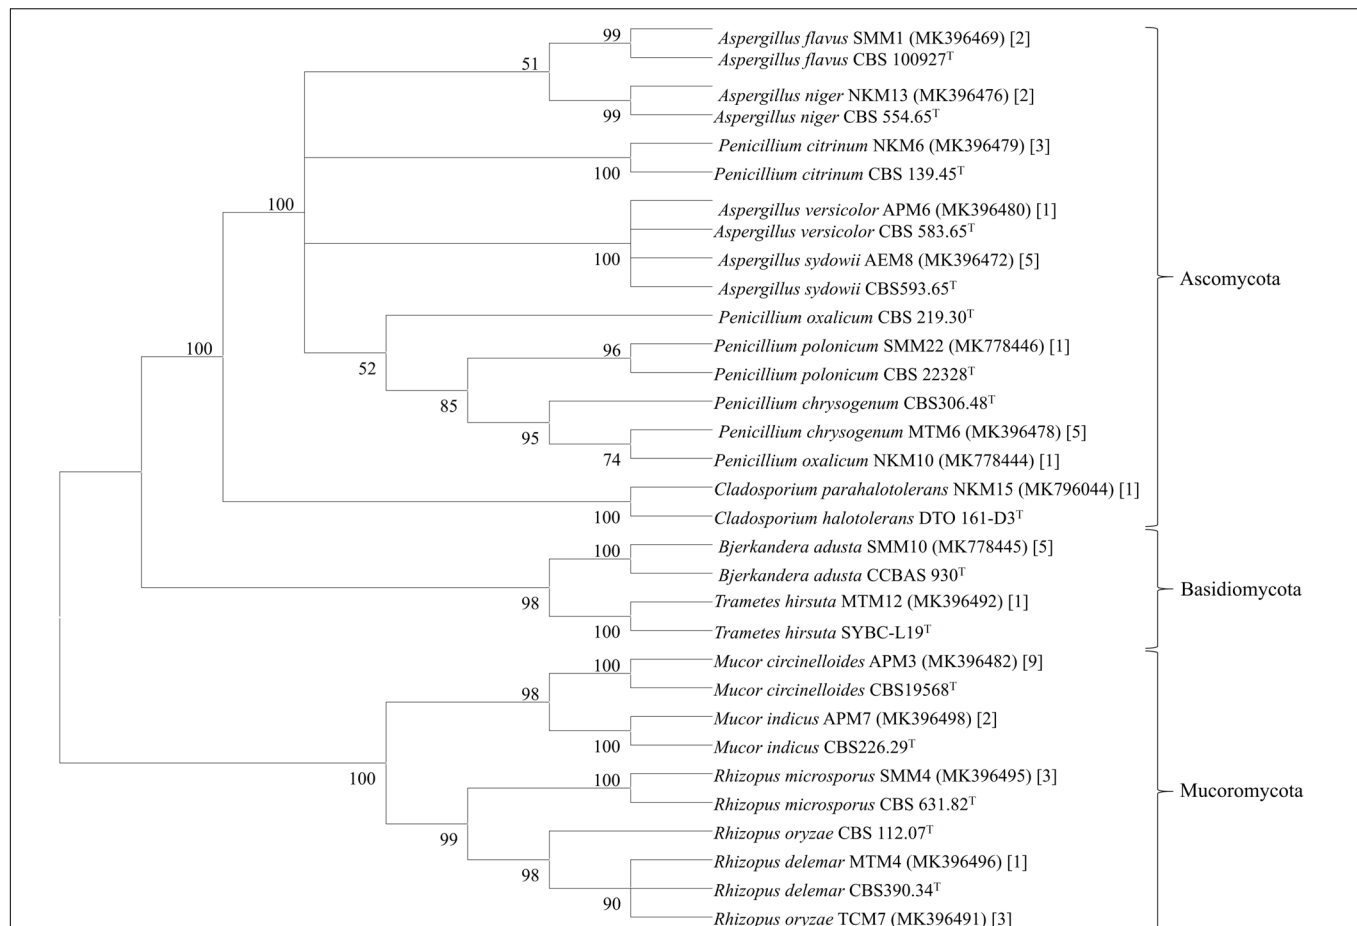 99
Aspergillus flavus SMM1 (MK396469) [2]
Aspergillus flavus CBS 100927ᵀ
51
Aspergillus niger NKM13 (MK396476) [2]
99
Aspergillus niger CBS 554.65ᵀ
Penicillium citrinum NKM6 (MK396479) [3]
100
Penicillium citrinum CBS 139.45ᵀ
100
Aspergillus versicolor APM6 (MK396480) [1]
Aspergillus versicolor CBS 583.65ᵀ
100
Aspergillus sydowii AEM8 (MK396472) [5]
Ascomycota
Aspergillus sydowii CBS593.65ᵀ
Penicillium oxalicum CBS 219.30ᵀ
100
52
96
Penicillium polonicum SMM22 (MK778446) [1]
Penicillium polonicum CBS 22328ᵀ
85
Penicillium chrysogenum CBS306.48ᵀ
95
Penicillium chrysogenum MTM6 (MK396478) [5]
74
Penicillium oxalicum NKM10 (MK778444) [1]
Cladosporium parahalotolerans NKM15 (MK796044) [1]
100
Cladosporium halotolerans DTO 161-D3ᵀ
100
Bjerkandera adusta SMM10 (MK778445) [5]
Bjerkandera adusta CCBAS 930ᵀ
Basidiomycota
98
Trametes hirsuta MTM12 (MK396492) [1]
100
Trametes hirsuta SYBC-L19ᵀ
100
Mucor circinelloides APM3 (MK396482) [9]
98
Mucor circinelloides CBS19568ᵀ
Mucor indicus APM7 (MK396498) [2]
100
Mucor indicus CBS226.29ᵀ
100
100
Rhizopus microsporus SMM4 (MK396495) [3]
Mucoromycota
Rhizopus microsporus CBS 631.82ᵀ
99
Rhizopus oryzae CBS 112.07ᵀ
98
Rhizopus delemar MTM4 (MK396496) [1]
Rhizopus delemar CBS390.34ᵀ
90
Rhizopus oryzae TCM7 (MK396491) [3]